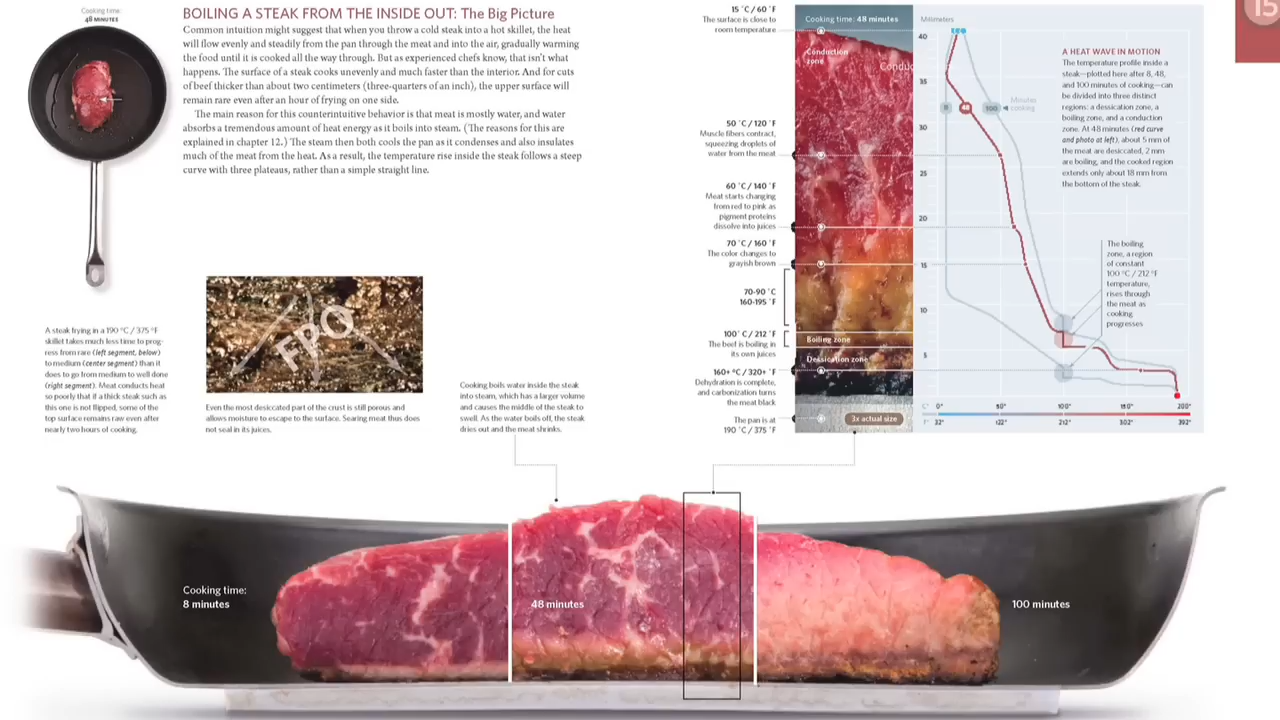 15
Cooking time:
48 MINUTES
BOILING A STEAK FROM THE INSIDE OUT: The Big Picture
Common intuition might suggest that when you throw a cold steak into a hot skillet, the heat
will flow evenly and steadily from the pan through the meat and into the air, gradually warming
the food until it is cooked all the way through. But as experienced chefs know, that isn't what
happens. The surface of a steak cooks unevenly and much faster than the interior. And for cuts
of beef thicker than about two centimeters (three-quarters of an inch), the upper surface will
remain rare even after an hour of frying on one side.
The main reason for this counterintuitive behavior is that meat is mostly water, and water
absorbs a tremendous amount of heat energy as it boils into steam. (The reasons for this are
explained in chapter 12.) The steam then both cools the pan as it condenses and also insulates
much of the meat from the heat. As a result, the temperature rise inside the steak follows a steep
curve with three plateaus, rather than a simple straight line.
A steak frying in a 190 °C / 375 °F
skillet takes much less time to prog-
ress from rare (left segment, below)
to medium (center segment) than it
does to go from medium to well done
(right segment). Meat conducts heat
so poorly that if a thick steak such as
this one is not flipped, some of the
top surface remains raw even after
nearly two hours of cooking.
FPO
Even the most desiccated part of the crust is still porous and
allows moisture to escape to the surface. Searing meat thus does
not seal in its juices.
Cooking boils water inside the steak
into steam, which has a larger volume
and causes the middle of the steak to
swell. As the water boils off, the steak
dries out and the meat shrinks.
15 °C / 60 °F
The surface is close to
room temperature
50 °C / 120 °F
Muscle fibers contract,
squeezing droplets of
water from the meat
60 °C / 140 °F
Meat starts changing
from red to pink as
pigment proteins
dissolve into juices
70 °C / 160 °F
The color changes to
grayish brown
70-90 °C
160-195 °F
100° C / 212 °F
The beef is boiling in
its own juices
160+ °C / 320+ °F
Dehydration is complete,
and carbonization turns
the meat black
The pan is at
190 °C / 375 °F
Cooking time: 48 minutes
Conduction
zone
Conduc
Boiling zone
Dessication zone
3x actual size
Millimeters
40
35
30
25
20
15
10
5
8
48
100
Minutes
cooking
A HEAT WAVE IN MOTION
The temperature profile inside a
steak—plotted here after 8, 48,
and 100 minutes of cooking—can
be divided into three distinct
regions: a dessication zone, a
boiling zone, and a conduction
zone. At 48 minutes (red curve
and photo at left), about 5 mm of
the meat are desiccated, 2 mm
are boiling, and the cooked region
extends only about 18 mm from
the bottom of the steak.
The boiling
zone, a region
of constant
100 °C / 212 °F
temperature,
rises through
the meat as
cooking
progresses
C° 0° 50° 100° 150° 200°
F° 32° 122° 212° 302° 392°
Cooking time:
8 minutes
48 minutes
100 minutes